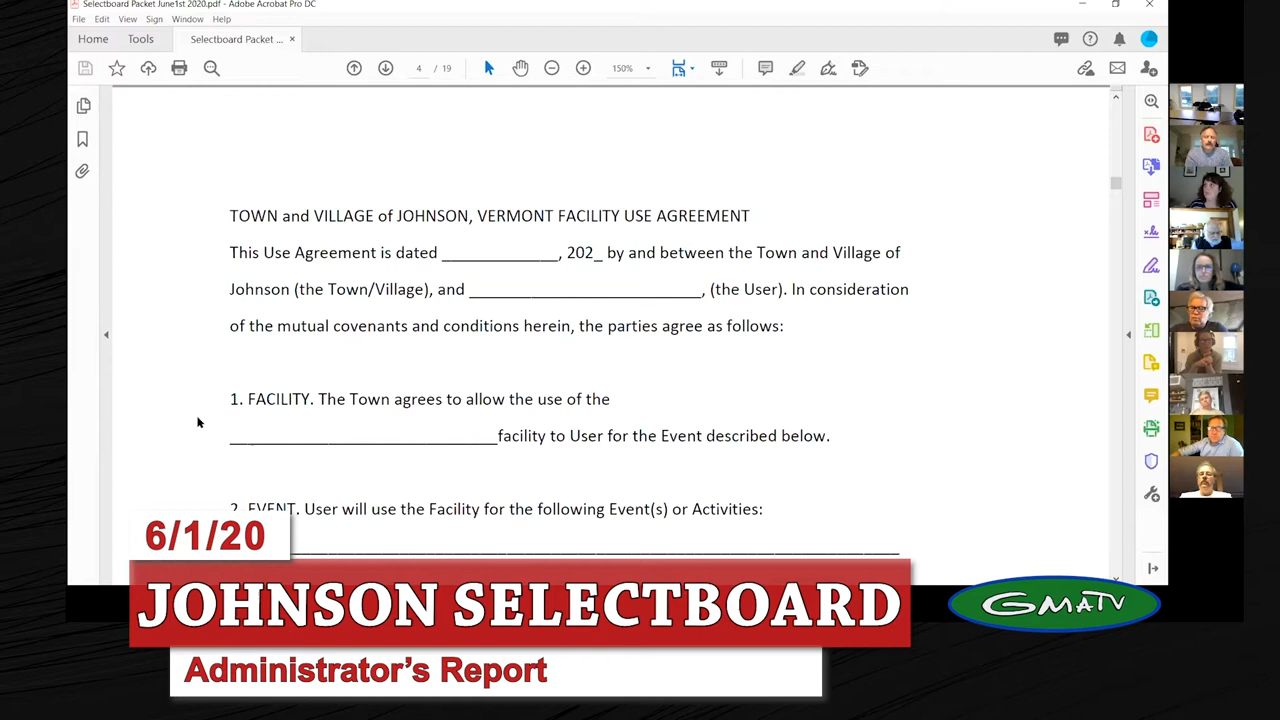 Selectboard Packet June1st 2020.pdf - Adobe Acrobat Pro DC
File Edit View Sign Window Help
Home Tools Selectboard Packet ... ×
4 / 19 150%
TOWN and VILLAGE of JOHNSON, VERMONT FACILITY USE AGREEMENT
This Use Agreement is dated _____________, 202_ by and between the Town and Village of
Johnson (the Town/Village), and __________________________, (the User). In consideration
of the mutual covenants and conditions herein, the parties agree as follows:
1. FACILITY. The Town agrees to allow the use of the
______________________________facility to User for the Event described below.
2. EVENT. User will use the Facility for the following Event(s) or Activities:
6/1/20
JOHNSON SELECTBOARD
GMATV
Administrator's Report